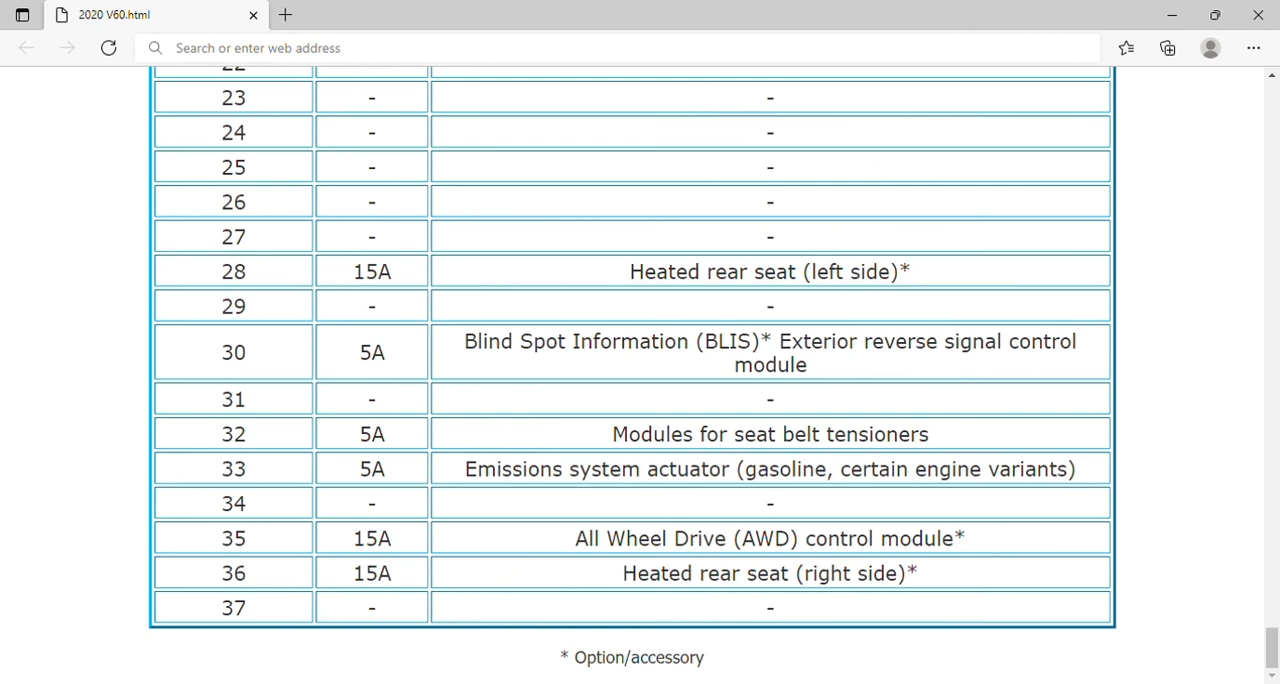 2020 V60.html
Search or enter web address
23 - -
24 - -
25 - -
26 - -
27 - -
28 15A Heated rear seat (left side)*
29 - -
30 5A Blind Spot Information (BLIS)* Exterior reverse signal control
module
31 - -
32 5A Modules for seat belt tensioners
33 5A Emissions system actuator (gasoline, certain engine variants)
34 - -
35 15A All Wheel Drive (AWD) control module*
36 15A Heated rear seat (right side)*
37 - -
* Option/accessory